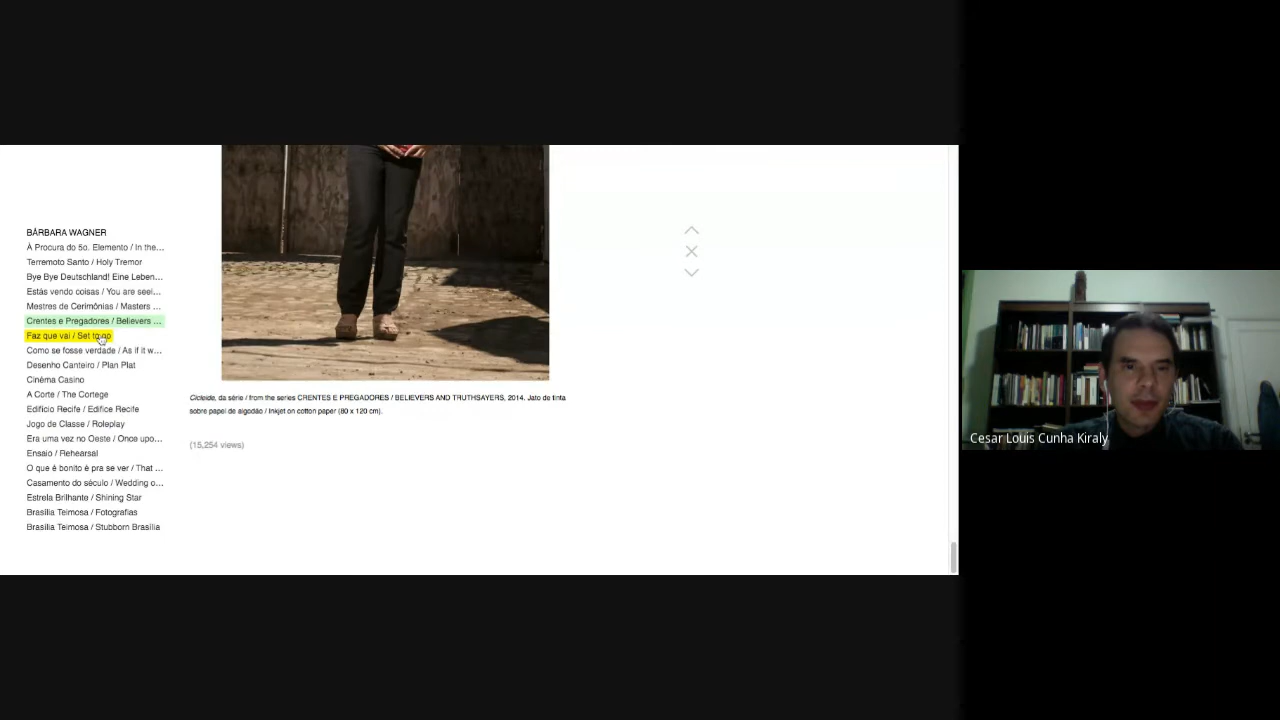 BÁRBARA WAGNER
À Procura do 5o. Elemento / In the...
Terremoto Santo / Holy Tremor
Bye Bye Deutschland! Eine Leben...
Estás vendo coisas / You are seei...
Mestres de Cerimônias / Masters ...
Crentes e Pregadores / Believers ...
Faz que vai / Set to go
Como se fosse verdade / As if it w...
Desenho Canteiro / Plan Plat
Cinéma Casino
A Corte / The Cortege
Edifício Recife / Edifice Recife
Jogo de Classe / Roleplay
Era uma vez no Oeste / Once upo...
Ensaio / Rehearsal
O que é bonito é pra se ver / That ...
Casamento do século / Wedding o...
Estrela Brilhante / Shining Star
Brasília Teimosa / Fotografias
Brasília Teimosa / Stubborn Brasília
Cicleide, da série / from the series CRENTES E PREGADORES / BELIEVERS AND TRUTHSAYERS, 2014. Jato de tinta
sobre papel de algodão / Inkjet on cotton paper (80 x 120 cm).
(15,254 views)
Cesar Louis Cunha Kiraly